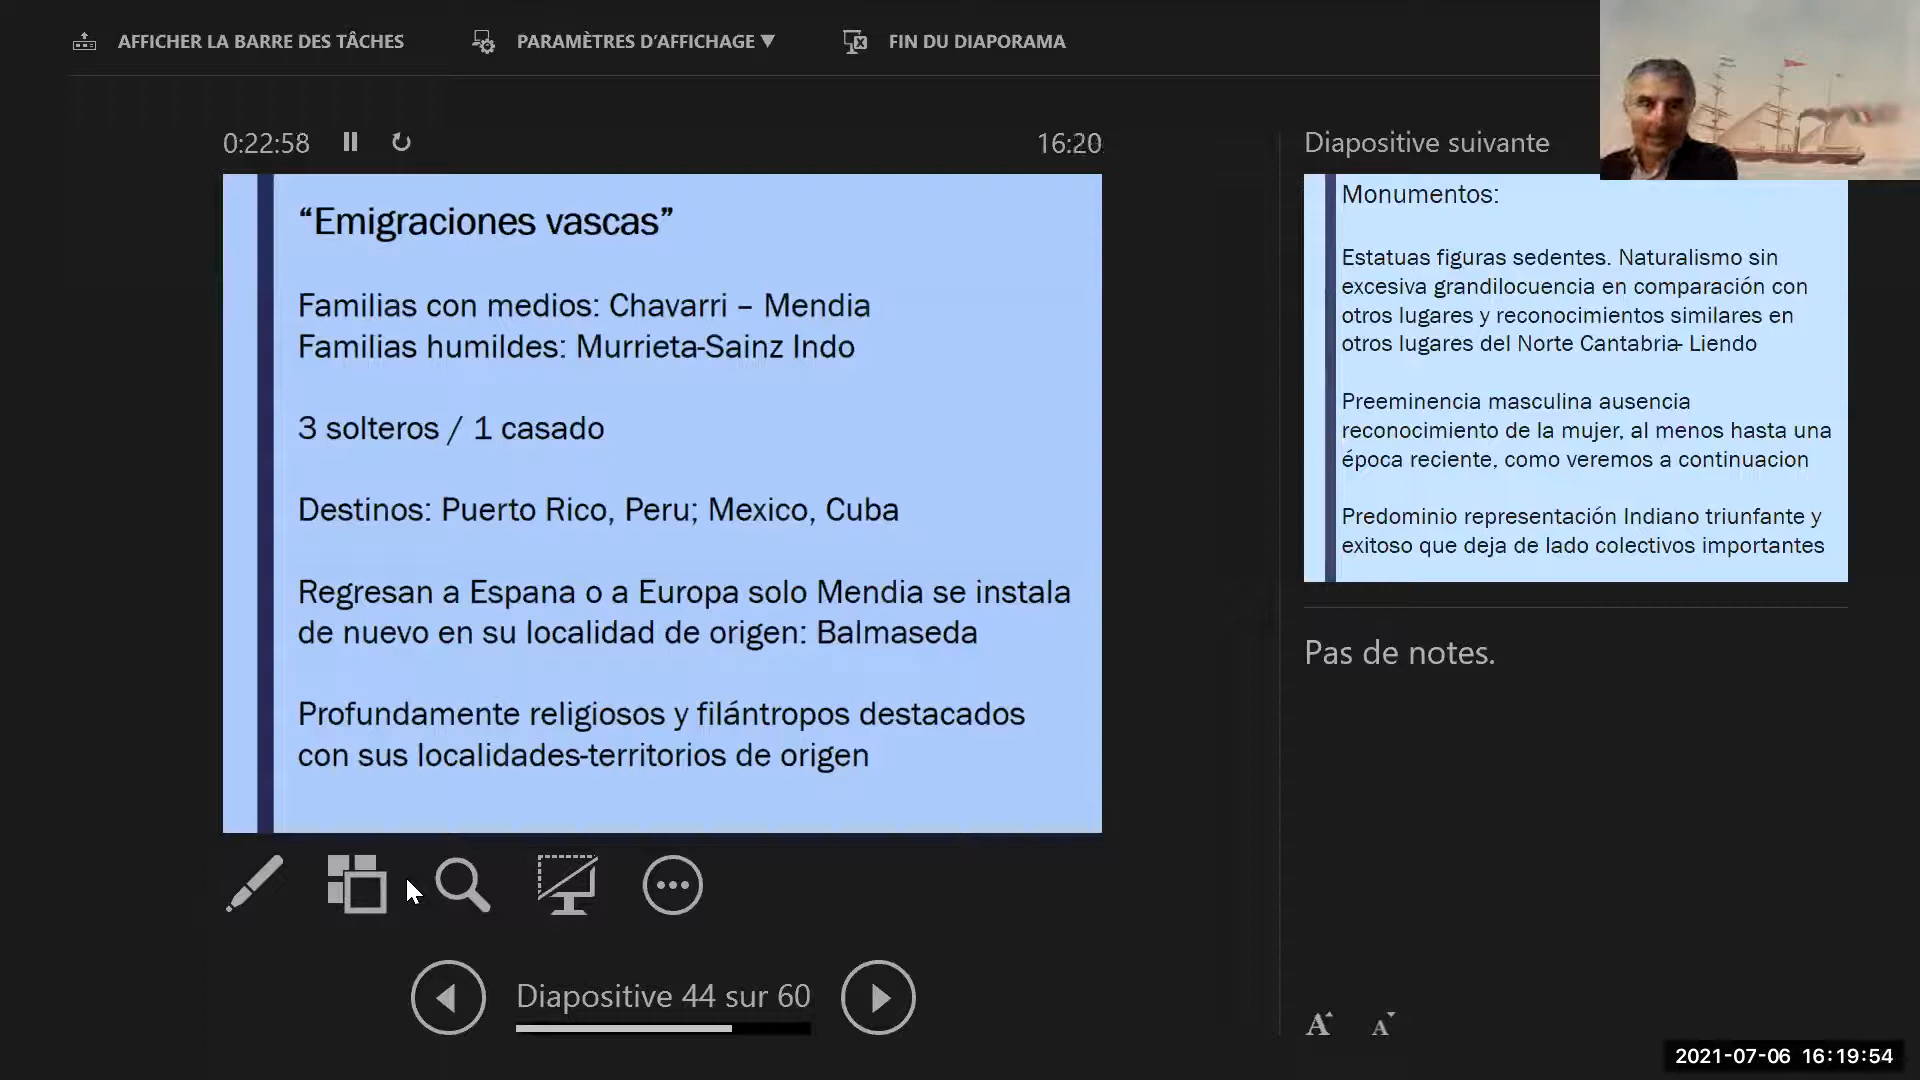 AFFICHER LA BARRE DES TÂCHES
PARAMÈTRES D'AFFICHAGE ▼
FIN DU DIAPORAMA
0:22:58
16:20
“Emigraciones vascas”
Familias con medios: Chavarri – Mendia
Familias humildes: Murrieta-Sainz Indo
3 solteros / 1 casado
Destinos: Puerto Rico, Peru; Mexico, Cuba
Regresan a Espana o a Europa solo Mendia se instala
de nuevo en su localidad de origen: Balmaseda
Profundamente religiosos y filántropos destacados
con sus localidades-territorios de origen
Diapositive 44 sur 60
Diapositive suivante
Monumentos:
Estatuas figuras sedentes. Naturalismo sin
excesiva grandilocuencia en comparación con
otros lugares y reconocimientos similares en
otros lugares del Norte Cantabria- Liendo
Preeminencia masculina ausencia
reconocimiento de la mujer, al menos hasta una
época reciente, como veremos a continuacion
Predominio representación Indiano triunfante y
exitoso que deja de lado colectivos importantes
Pas de notes.
A A
2021-07-06 16:19:54